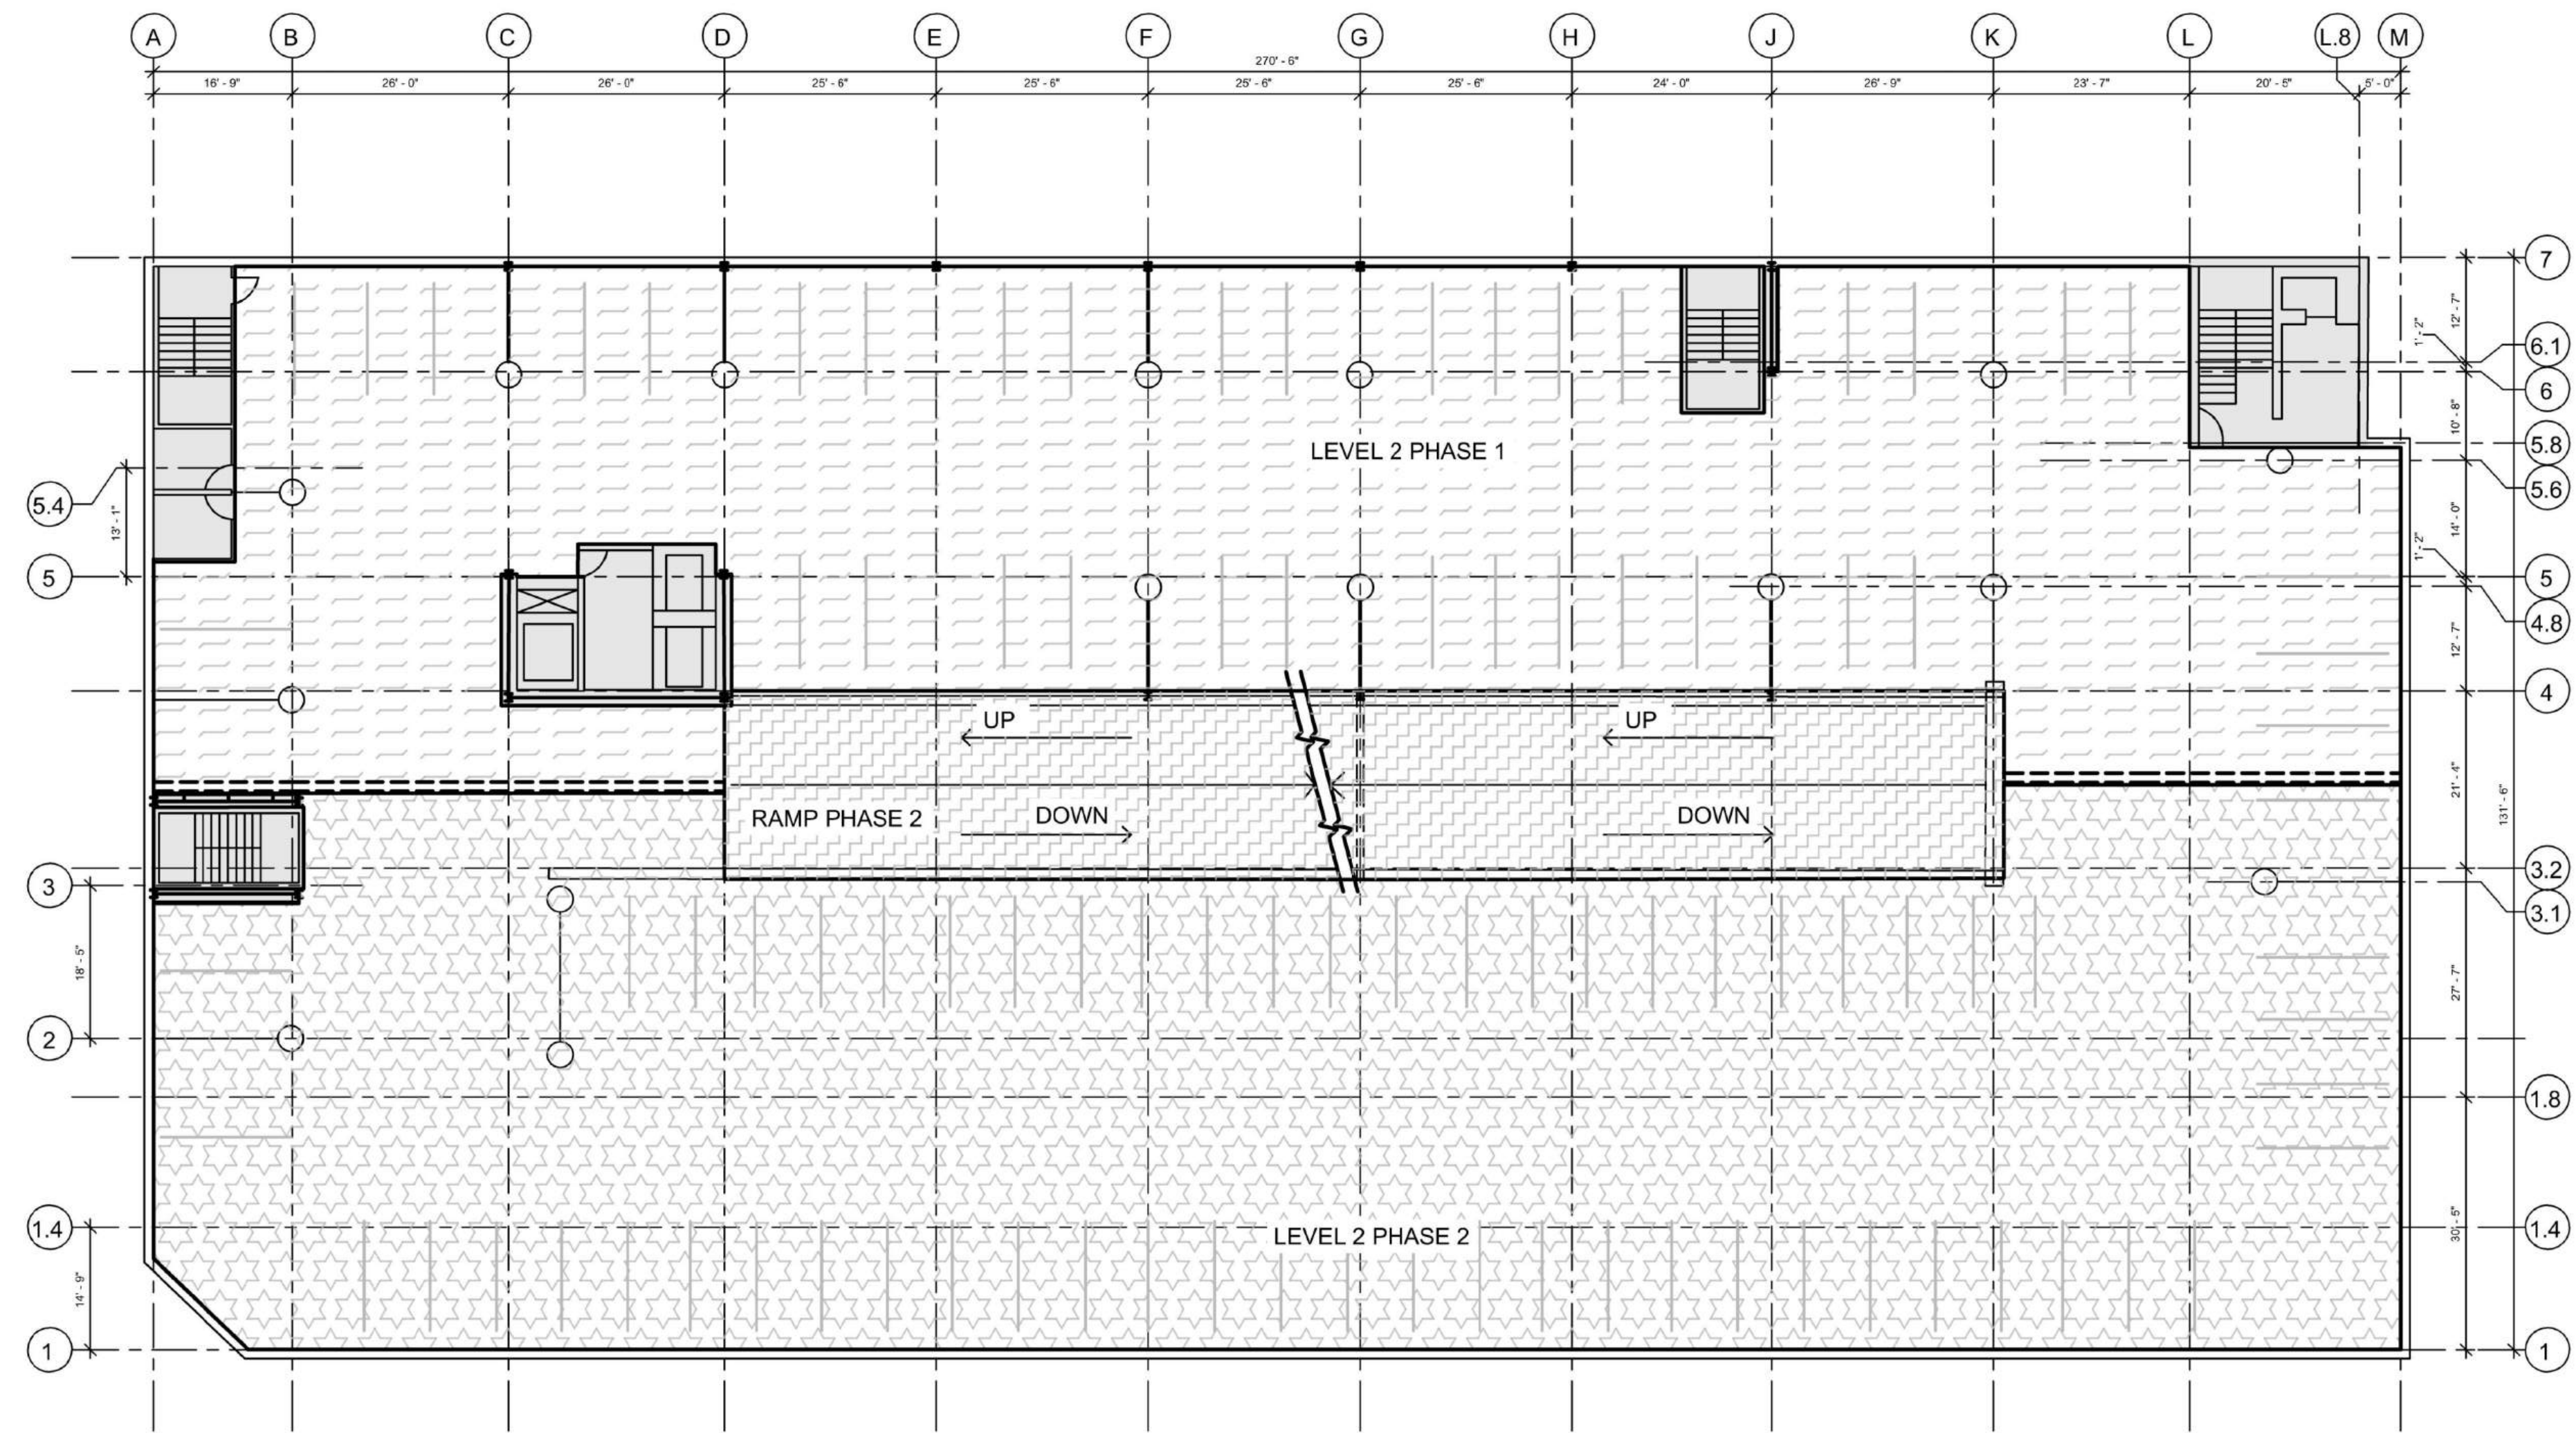 A B C D E F G H J K L L.8 M
270' - 6"
16' - 9" 26' - 0" 26' - 0" 25' - 6" 25' - 6" 25' - 6" 25' - 6" 24' - 0" 26' - 9" 23' - 7" 20' - 5" 5' - 0"
7
12' - 7"
1' - 2"
6.1
6
10' - 8"
LEVEL 2 PHASE 1
5.8
5.6
5.4
13' - 1"
14' - 0"
1' - 2"
5
5
4.8
12' - 7"
4
UP
UP
21' - 4"
131' - 6"
RAMP PHASE 2
DOWN
DOWN
3.2
3
3.1
18' - 5"
27' - 7"
2
1.8
1.4
LEVEL 2 PHASE 2
30' - 5"
1.4
14' - 9"
1
1